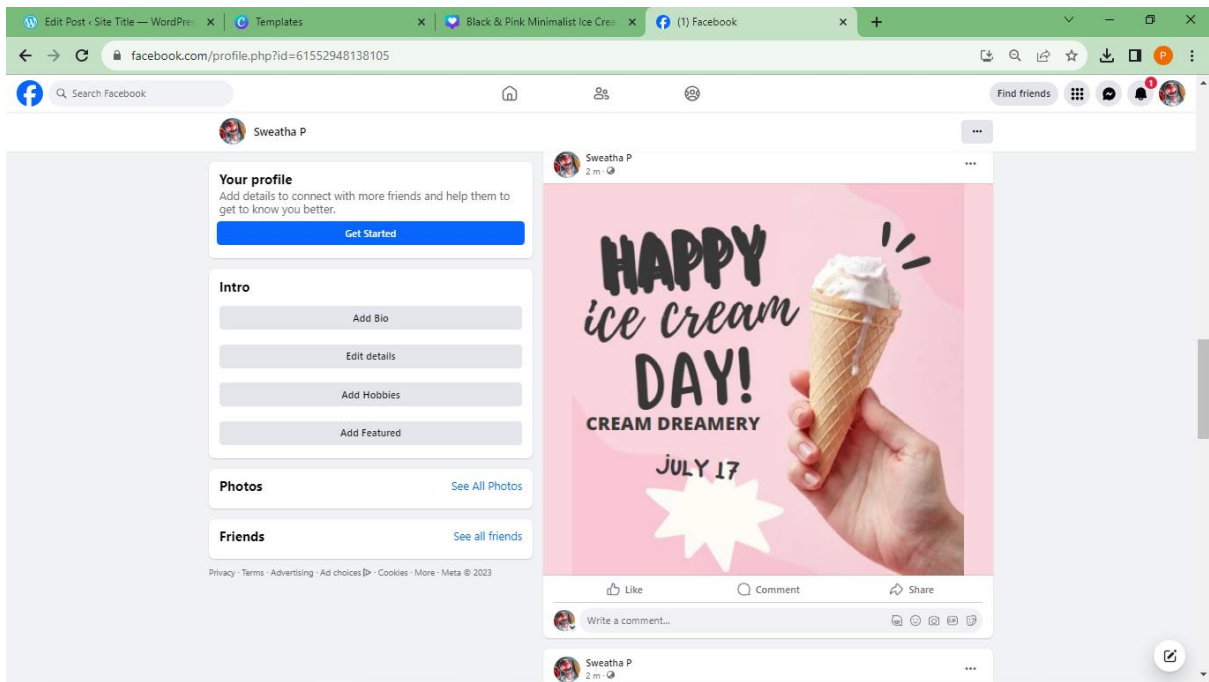 Edit Post ‹ Site Title — WordPres
Templates
Black & Pink Minimalist Ice Crea
(1) Facebook
facebook.com/profile.php?id=61552948138105
P
Search Facebook
Find friends
1
Sweatha P
Your profile
Add details to connect with more friends and help them to
get to know you better.
Get Started
Intro
Add Bio
Edit details
Add Hobbies
Add Featured
Photos
See All Photos
Friends
See all friends
Privacy · Terms · Advertising · Ad choices · Cookies · More · Meta © 2023
Sweatha P
2 m ·
HAPPY
ice cream
DAY!
CREAM DREAMERY
JULY 17
Like
Comment
Share
Write a comment...
GIF
Sweatha P
2 m ·